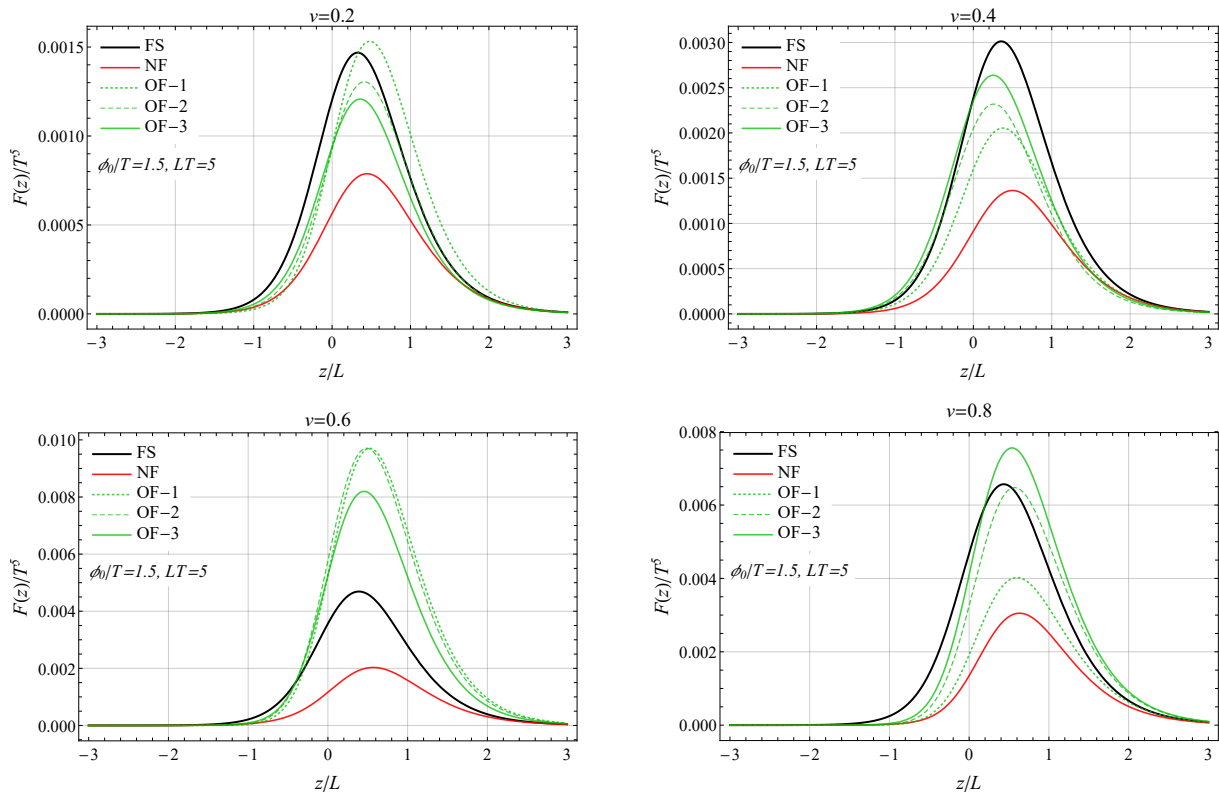 v=0.2
0.0015
0.0010
0.0005
0.0000
F(z)/T⁵
FS
NF
OF−1
OF−2
OF−3
ϕ₀/T=1.5, LT=5
−3 −2 −1 0 1 2 3
z/L
v=0.4
0.0030
0.0025
0.0020
0.0015
0.0010
0.0005
0.0000
F(z)/T⁵
FS
NF
OF−1
OF−2
OF−3
ϕ₀/T=1.5, LT=5
−3 −2 −1 0 1 2 3
z/L
v=0.6
0.010
0.008
0.006
0.004
0.002
0.000
F(z)/T⁵
FS
NF
OF−1
OF−2
OF−3
ϕ₀/T=1.5, LT=5
−3 −2 −1 0 1 2 3
z/L
v=0.8
0.008
0.006
0.004
0.002
0.000
F(z)/T⁵
FS
NF
OF−1
OF−2
OF−3
ϕ₀/T=1.5, LT=5
−3 −2 −1 0 1 2 3
z/L